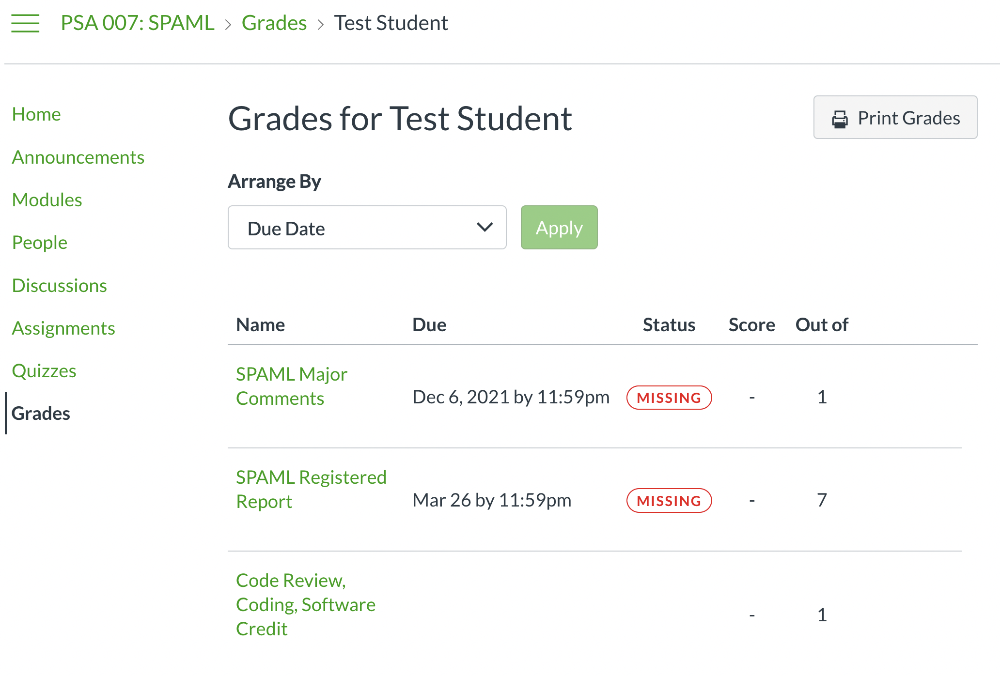 PSA 007: SPAML > Grades > Test Student
Home
Announcements
Modules
People
Discussions
Assignments
Quizzes
Grades
Grades for Test Student
Print Grades
Arrange By
Due Date
Apply
Name Due Status Score Out of
SPAML Major
Comments
Dec 6, 2021 by 11:59pm MISSING - 1
SPAML Registered
Report
Mar 26 by 11:59pm MISSING - 7
Code Review,
Coding, Software
Credit
- 1